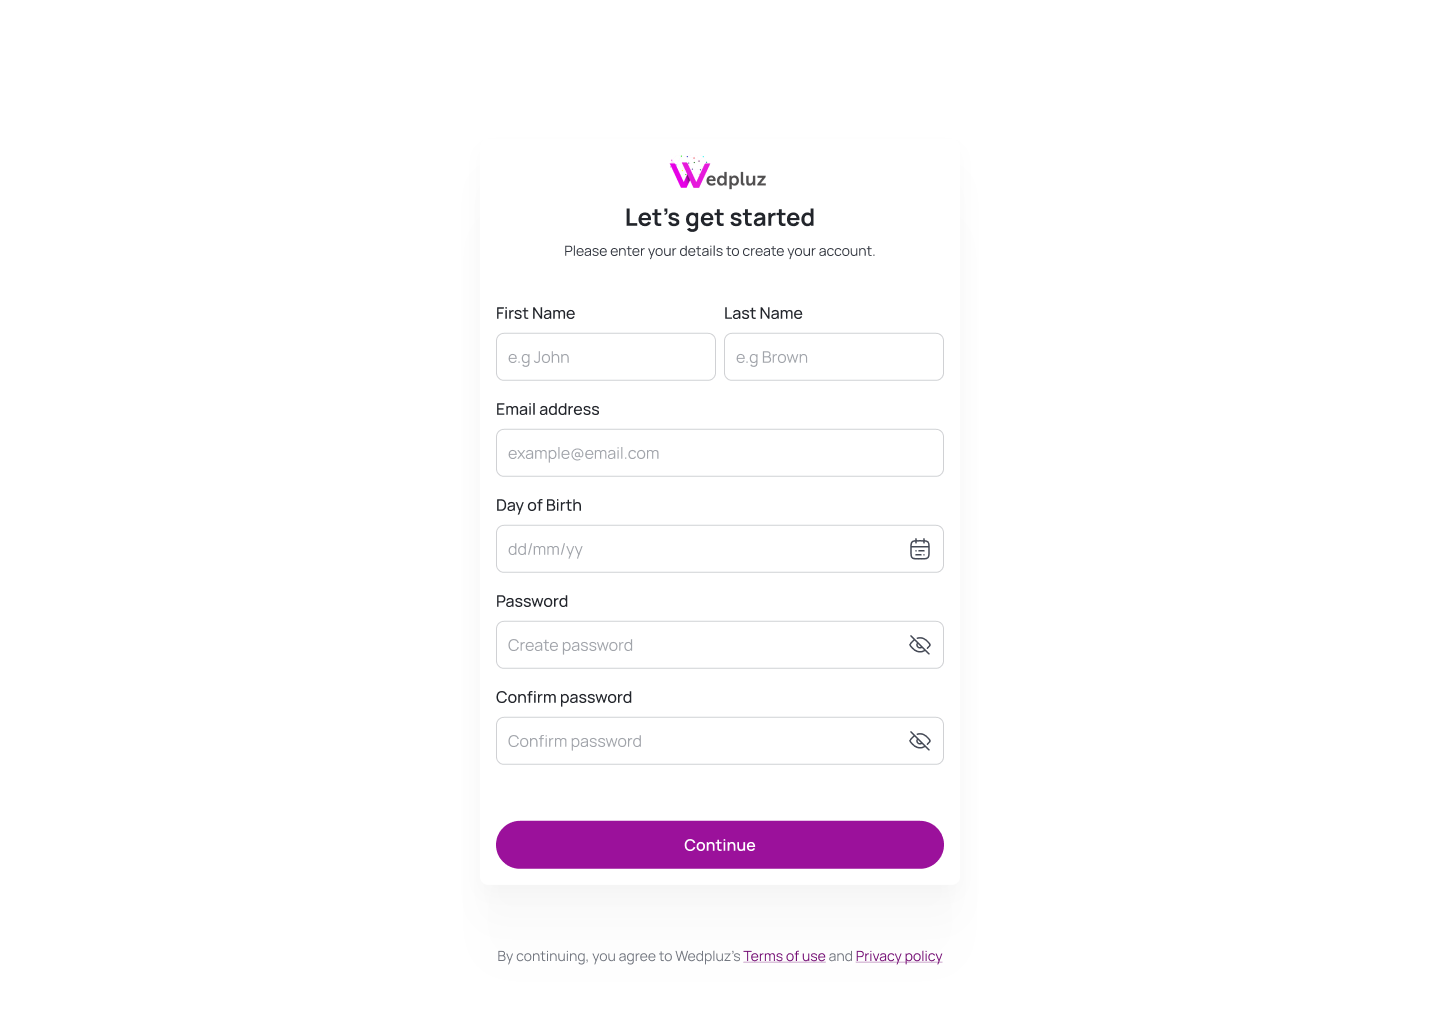 Wedpluz
Let's get started
Please enter your details to create your account.
First Name
Last Name
e.g John
e.g Brown
Email address
example@email.com
Day of Birth
dd/mm/yy
Password
Create password
Confirm password
Confirm password
Continue
By continuing, you agree to Wedpluz's Terms of use and Privacy policy